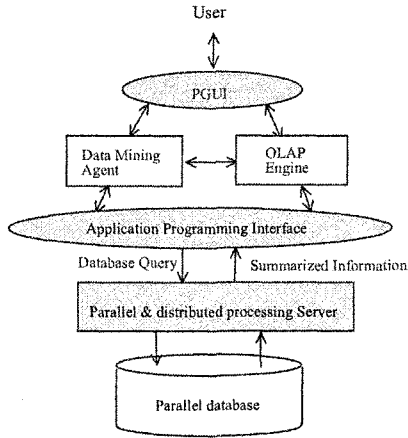 User
PGUI
Data Mining
Agent
OLAP
Engine
Application Programming Interface
Database Query
Summarized Information
Parallel & distributed processing Server
Parallel database